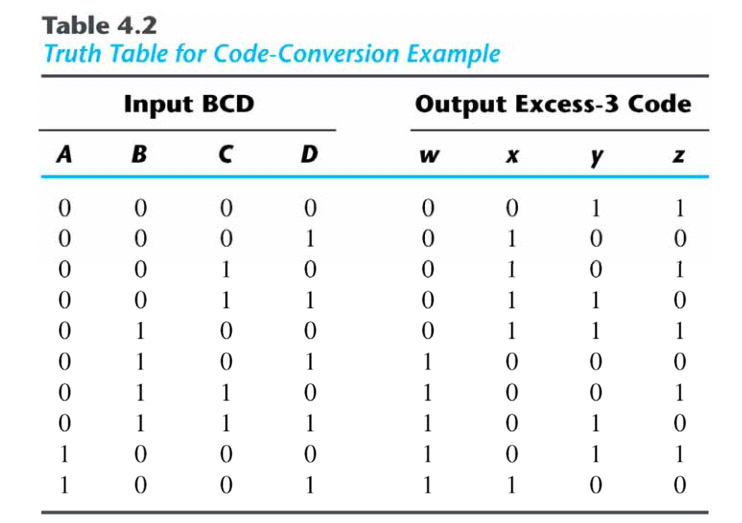 Table 4.2
Truth Table for Code-Conversion Example
Input BCD Output Excess-3 Code
A B C D w x y z
0 0 0 0 0 0 1 1
0 0 0 1 0 1 0 0
0 0 1 0 0 1 0 1
0 0 1 1 0 1 1 0
0 1 0 0 0 1 1 1
0 1 0 1 1 0 0 0
0 1 1 0 1 0 0 1
0 1 1 1 1 0 1 0
1 0 0 0 1 0 1 1
1 0 0 1 1 1 0 0